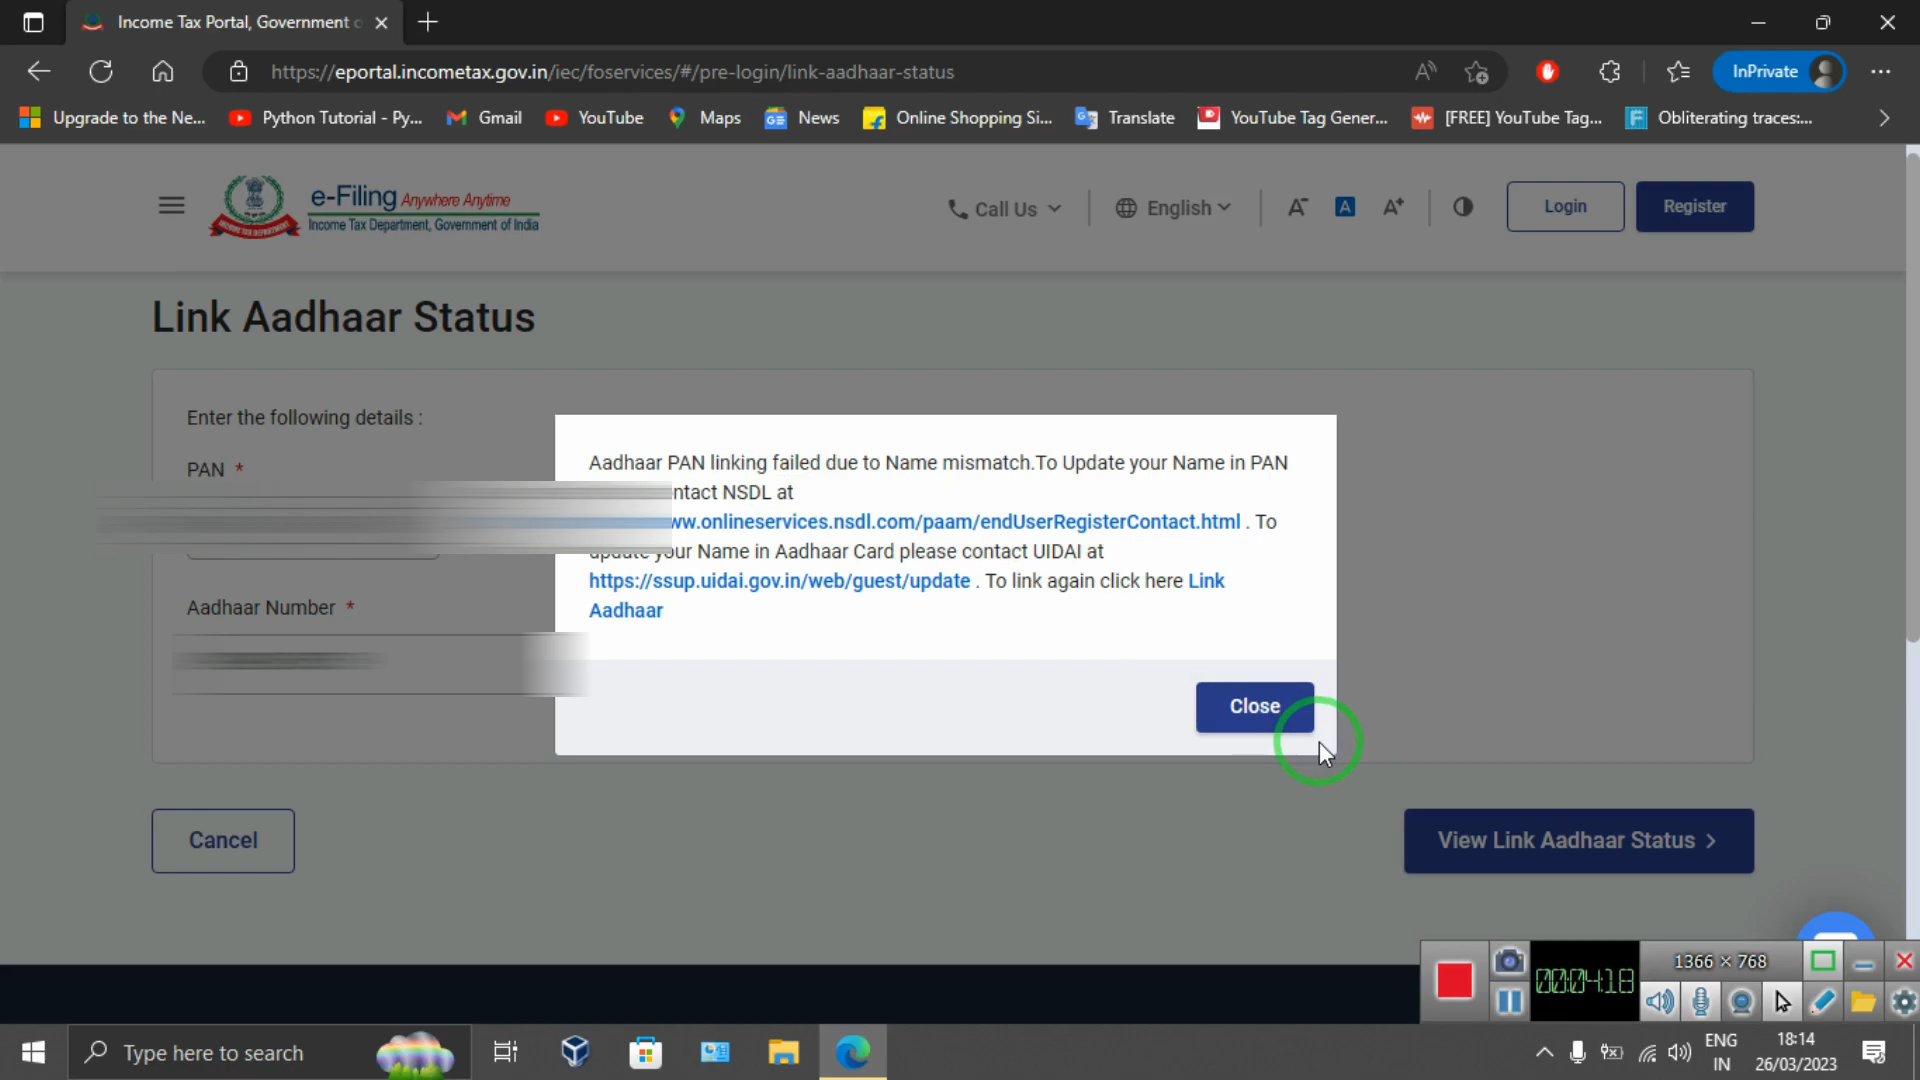 Income Tax Portal, Government
https://eportal.incometax.gov.in/iec/foservices/#/pre-login/link-aadhaar-status
InPrivate
Upgrade to the Ne...
Python Tutorial - Py...
Gmail
YouTube
Maps
News
Online Shopping Si...
Translate
YouTube Tag Gener...
[FREE] YouTube Tag...
Obliterating traces:...
e-Filing Anywhere Anytime
Income Tax Department, Government of India
Call Us
English
A-
A
A+
Login
Register
Link Aadhaar Status
Enter the following details :
PAN *
Aadhaar Number *
Aadhaar PAN linking failed due to Name mismatch.To Update your Name in PAN
NSDL at
.onlineservices.nsdl.com/paam/endUserRegisterContact.html . To
update your Name in Aadhaar Card please contact UIDAI at
https://ssup.uidai.gov.in/web/guest/update . To link again click here Link
Aadhaar
Close
Cancel
View Link Aadhaar Status >
1366 × 768
00:04:18
Type here to search
ENG
IN
18:14
26/03/2023